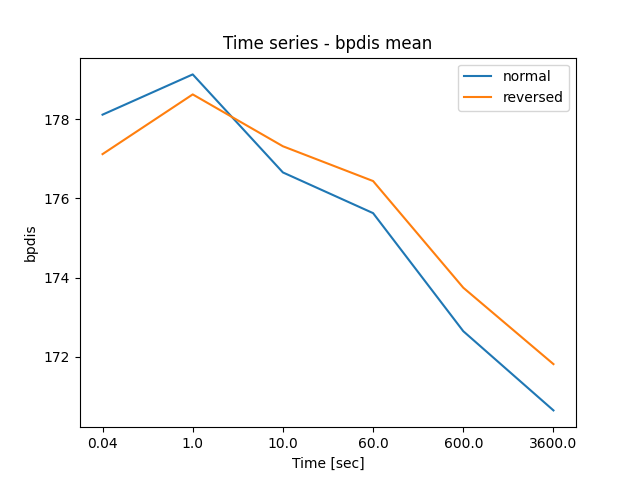 Time series - bpdis mean
normal
reversed
178
176
174
172
bpdis
0.04 1.0 10.0 60.0 600.0 3600.0
Time [sec]